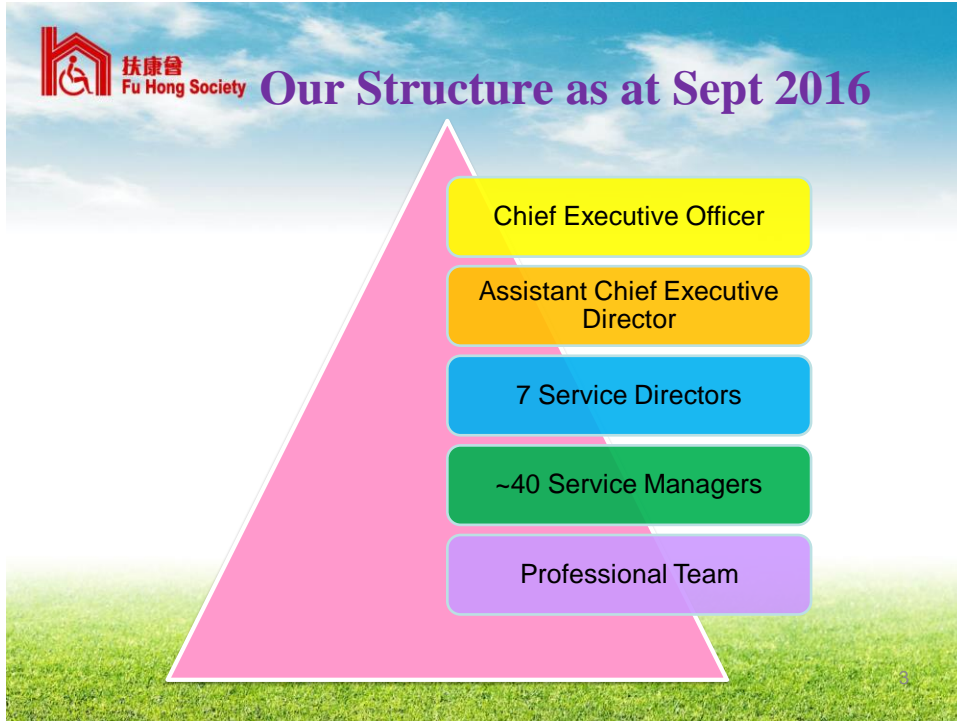 扶康會
Fu Hong Society
Our Structure as at Sept 2016
Chief Executive Officer
Assistant Chief Executive
Director
7 Service Directors
~40 Service Managers
Professional Team
8